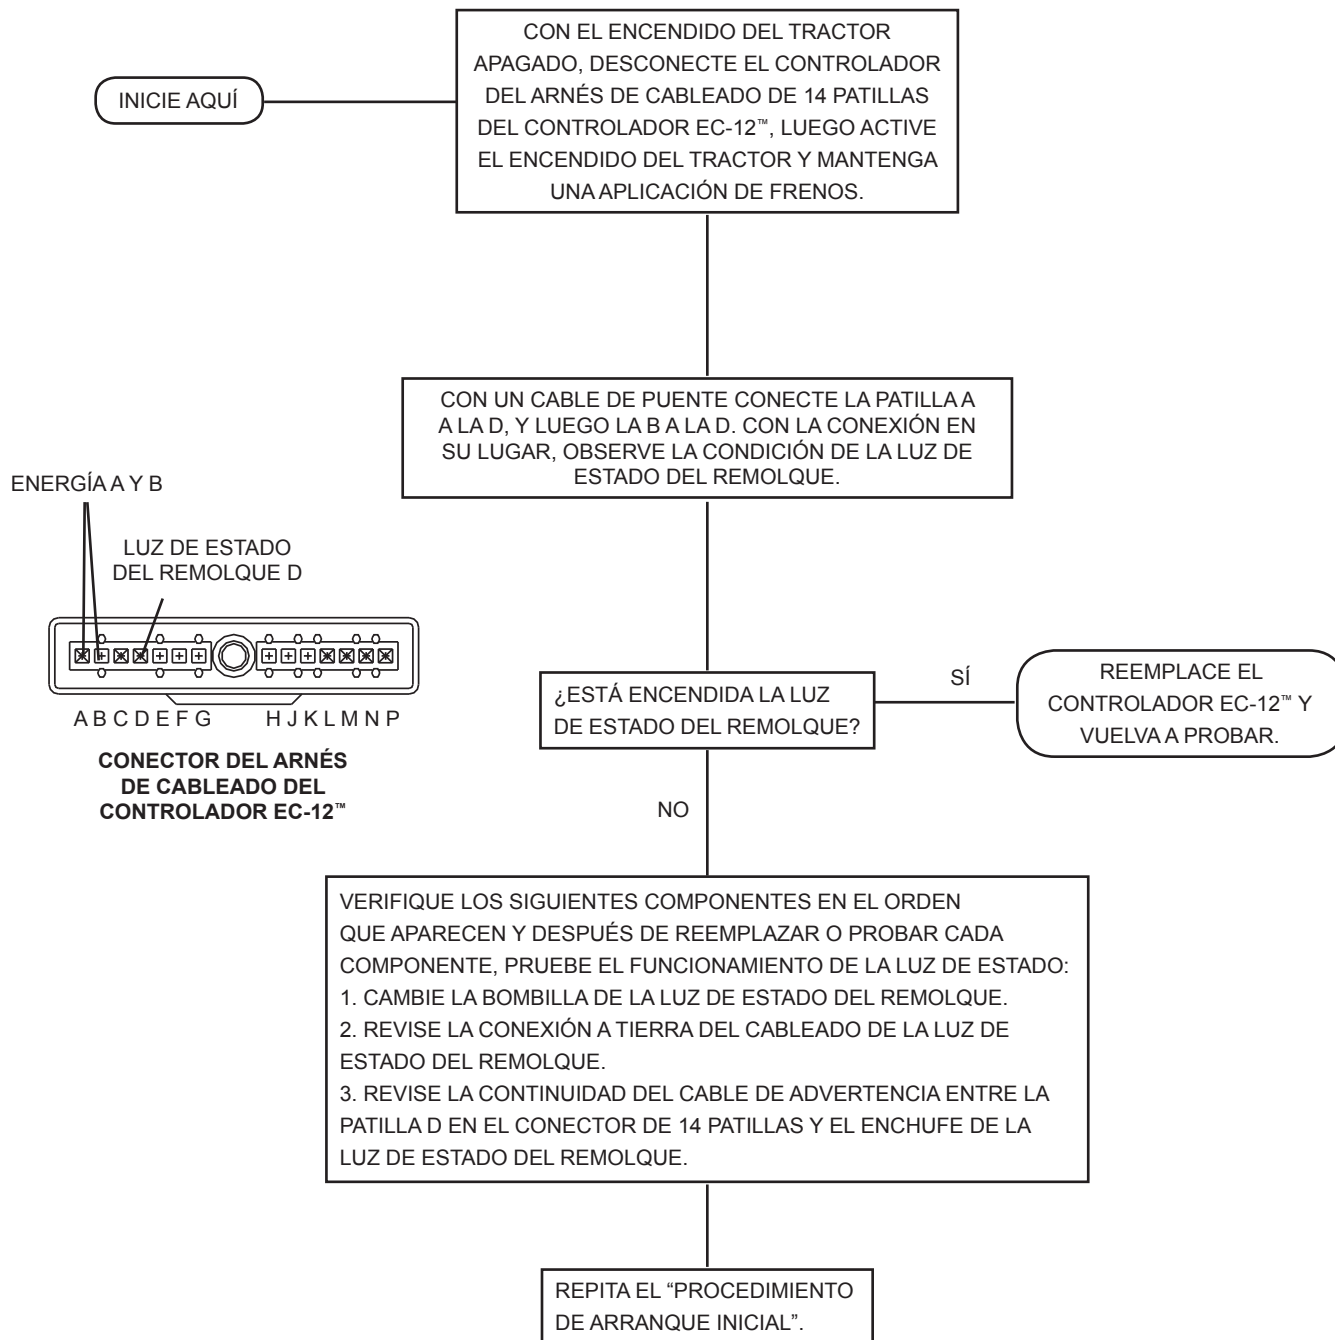 INICIE AQUÍ
CON EL ENCENDIDO DEL TRACTOR
APAGADO, DESCONECTE EL CONTROLADOR
DEL ARNÉS DE CABLEADO DE 14 PATILLAS
DEL CONTROLADOR EC-12™, LUEGO ACTIVE
EL ENCENDIDO DEL TRACTOR Y MANTENGA
UNA APLICACIÓN DE FRENOS.
CON UN CABLE DE PUENTE CONECTE LA PATILLA A
A LA D, Y LUEGO LA B A LA D. CON LA CONEXIÓN EN
SU LUGAR, OBSERVE LA CONDICIÓN DE LA LUZ DE
ESTADO DEL REMOLQUE.
ENERGÍA A Y B
LUZ DE ESTADO
DEL REMOLQUE D
A B C D E F G H J K L M N P
CONECTOR DEL ARNÉS
DE CABLEADO DEL
CONTROLADOR EC-12™
¿ESTÁ ENCENDIDA LA LUZ
DE ESTADO DEL REMOLQUE?
SÍ
REEMPLACE EL
CONTROLADOR EC-12™ Y
VUELVA A PROBAR.
NO
VERIFIQUE LOS SIGUIENTES COMPONENTES EN EL ORDEN
QUE APARECEN Y DESPUÉS DE REEMPLAZAR O PROBAR CADA
COMPONENTE, PRUEBE EL FUNCIONAMIENTO DE LA LUZ DE ESTADO:
1. CAMBIE LA BOMBILLA DE LA LUZ DE ESTADO DEL REMOLQUE.
2. REVISE LA CONEXIÓN A TIERRA DEL CABLEADO DE LA LUZ DE
ESTADO DEL REMOLQUE.
3. REVISE LA CONTINUIDAD DEL CABLE DE ADVERTENCIA ENTRE LA
PATILLA D EN EL CONECTOR DE 14 PATILLAS Y EL ENCHUFE DE LA
LUZ DE ESTADO DEL REMOLQUE.
REPITA EL “PROCEDIMIENTO
DE ARRANQUE INICIAL”.